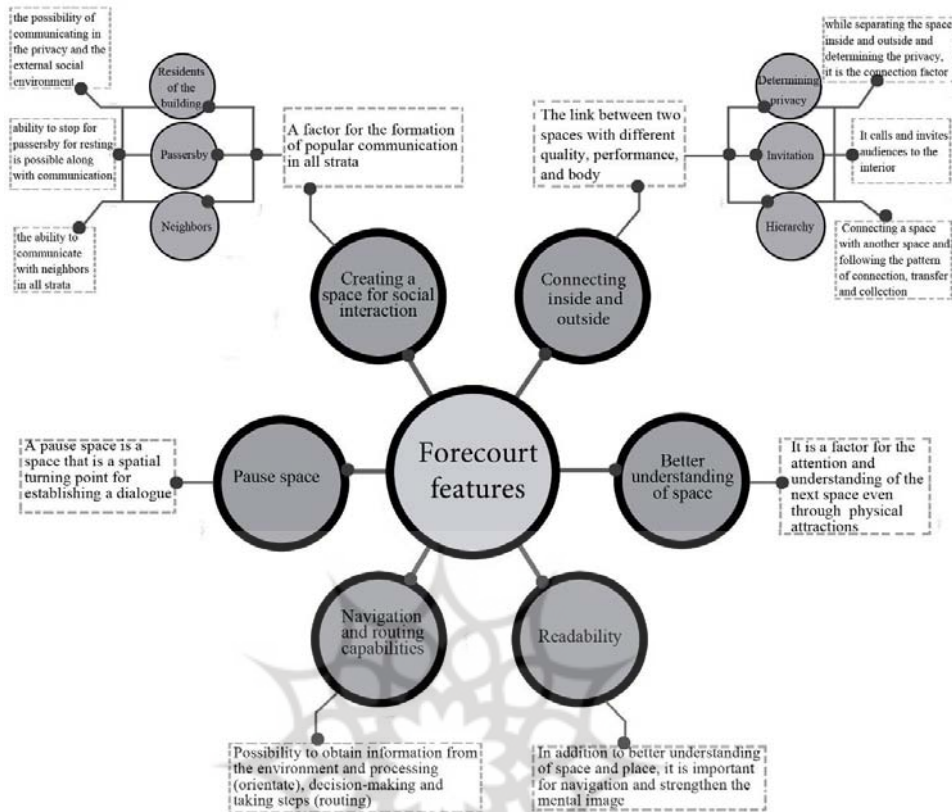 the possibility of
communicating in
the privacy and the
external social
environment
Residents
of the
building
ability to stop for
passersby for resting
is possible along
with communication
Passersby
the ability to
communicate
with neighbors
in all strata
Neighbors
A factor for the formation
of popular communication
in all strata
The link between two
spaces with different
quality, performance,
and body
while separating the space
inside and outside and
determining the privacy,
it is the connection factor
Determining
privacy
It calls and invites
audiences to the
interior
Invitation
Hierarchy
Connecting a space
with another space and
following the pattern
of connection, transfer
and collection
Creating a
space for social
interaction
Connecting
inside and
outside
A pause space is a
space that is a spatial
turning point for
establishing a dialogue
Pause space
Forecourt
features
Better
understanding
of space
It is a factor for the
attention and
understanding of the
next space even
through physical
attractions
Navigation
and routing
capabilities
Readability
Possibility to obtain information from
the environment and processing
(orientate), decision-making and
taking steps (routing)
In addition to better understanding
of space and place, it is important
for navigation and strengthen the
mental image